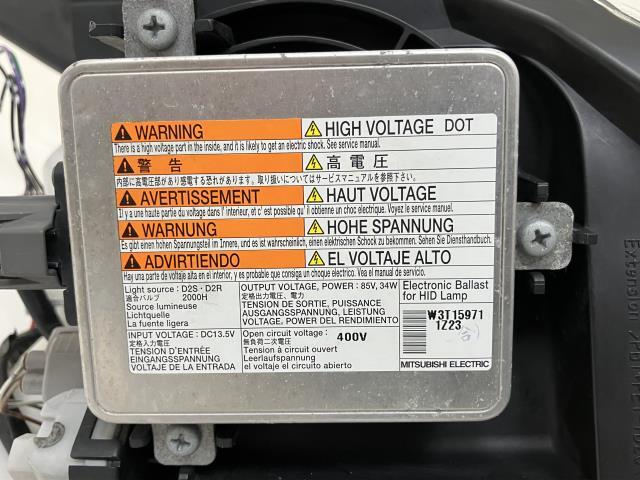 WARNING HIGH VOLTAGE DOT
There is a high voltage part in the inside, and it is likely to get an electric shock. See service manual.
警告 高電圧
内部に高電圧部があり感電する恐れがあります。取り扱いについてはサービスマニュアルを参照下さい。
AVERTISSEMENT HAUT VOLTAGE
Il y a une haute partie du voltage dans l' interieur, et c' est possible qu' il obtienne un choc electrique. Voyez le service manual.
WARNUNG HOHE SPANNUNG
Es gibt einen hohen Spannungsteil im Innere, und es ist wahrscheinlich, einen elektrischen Schock zu bekommen. Sehen Sie Diensthandbuch.
ADVIRTIENDO EL VOLTAJE ALTO
Hay una parte de voltaje alta en el interior, y es probable que consiga un choque eléctrico. Vea el manual de servicio.
Light source : D2S・D2R
適合バルブ 2000H
Source lumineuse
Lichtquelle
La fuente ligera
OUTPUT VOLTAGE, POWER : 85V, 34W
定格出力電圧、電力
TENSION DE SORTIE, PUISSANCE
AUSGANGSSPANNUNG, LEISTUNG
VOLTAGE, POWER DEL RENDIMIENTO
Electronic Ballast
for HID Lamp
W3T15971
1Z23
MITSUBISHI ELECTRIC
INPUT VOLTAGE : DC13.5V
定格入力電圧
TENSION D'ENTRÉE
EINGANGSSPANNUNG
VOLTAJE DE LA ENTRADA
Open circuit voltage : 400V
無負荷二次電圧
Tension à circuit ouvert
Leerlaufspannung
el voltaje el circuito abierto